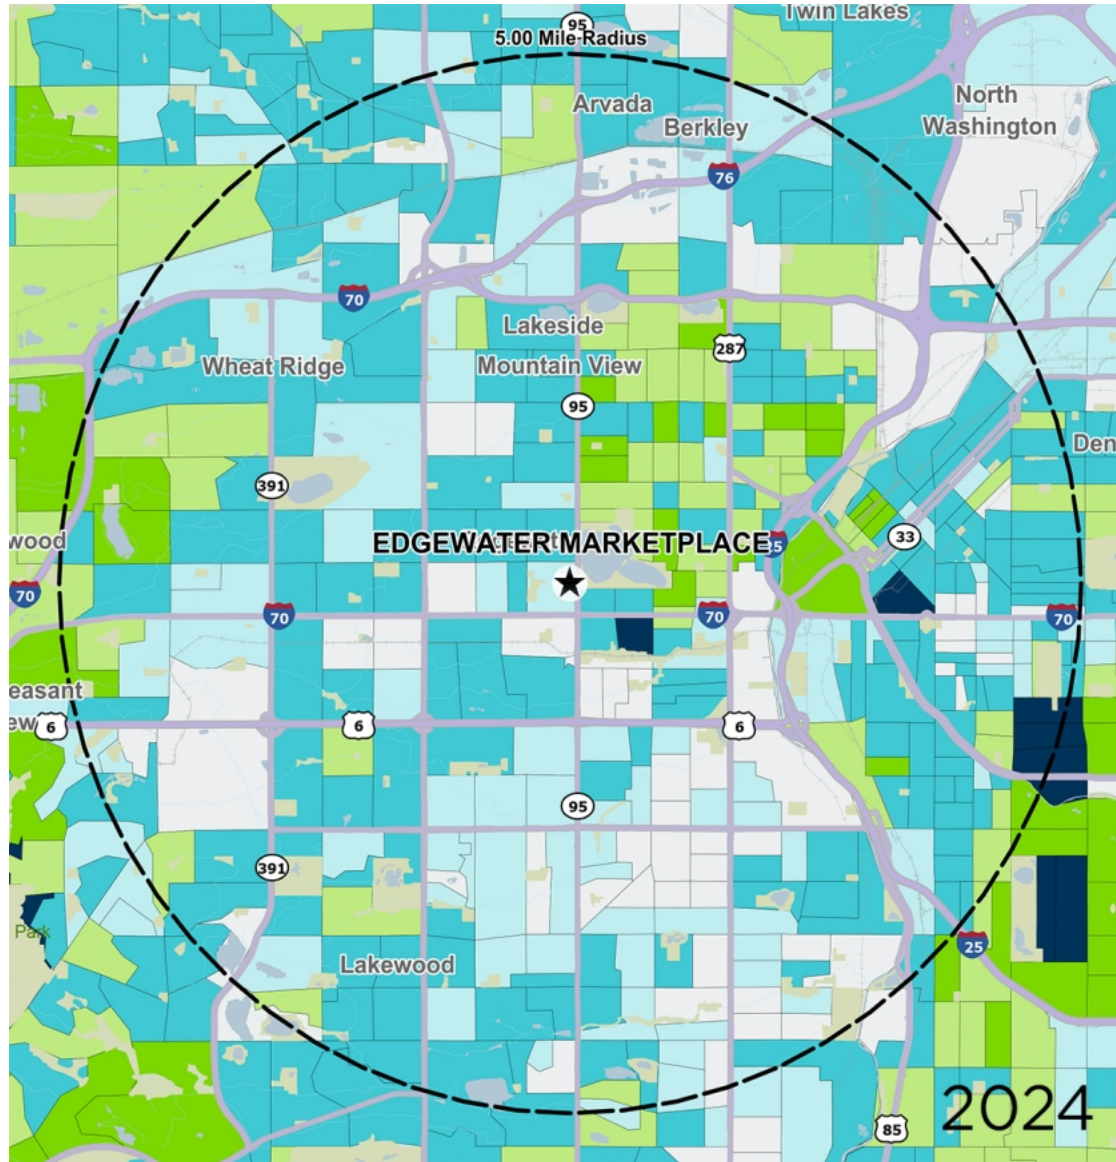 Twin Lakes
95
5.00 Mile Radius
Arvada
Berkley
North
Washington
76
70
Lakeside
Wheat Ridge
Mountain View
287
95
Den
391
wood
EDGEWATER MARKETPLACE
25
33
70
70
70
70
easant
ew
6
6
6
95
391
Park
Lakewood
25
2024
85